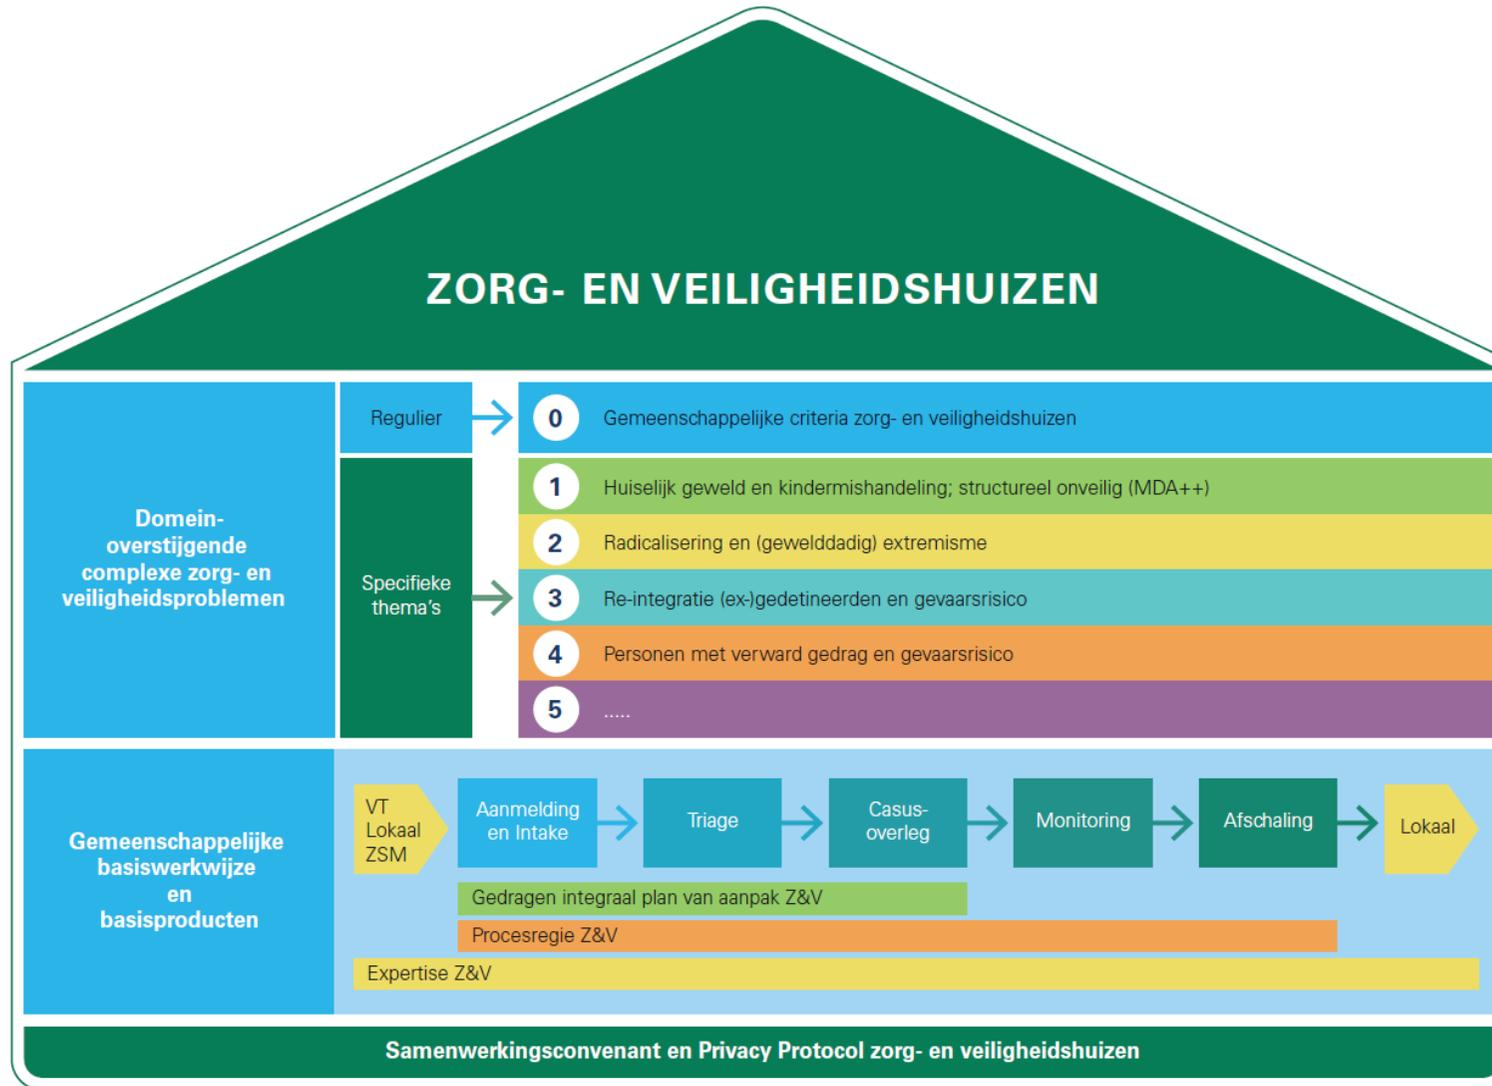 ZORG- EN VEILIGHEIDSHUIZEN
Domein-
overstijgende
complexe zorg- en
veiligheidsproblemen
Regulier
0 Gemeenschappelijke criteria zorg- en veiligheidshuizen
Specifieke
thema's
1 Huiselijk geweld en kindermishandeling; structureel onveilig (MDA++)
2 Radicalisering en (gewelddadig) extremisme
3 Re-integratie (ex-)gedetineerden en gevaarsrisico
4 Personen met verward gedrag en gevaarsrisico
5 .....
Gemeenschappelijke
basiswerkwijze
en
basisproducten
VT
Lokaal
ZSM
Aanmelding
en Intake
Triage
Casus-
overleg
Monitoring
Afschaling
Lokaal
Gedragen integraal plan van aanpak Z&V
Procesregie Z&V
Expertise Z&V
Samenwerkingsconvenant en Privacy Protocol zorg- en veiligheidshuizen